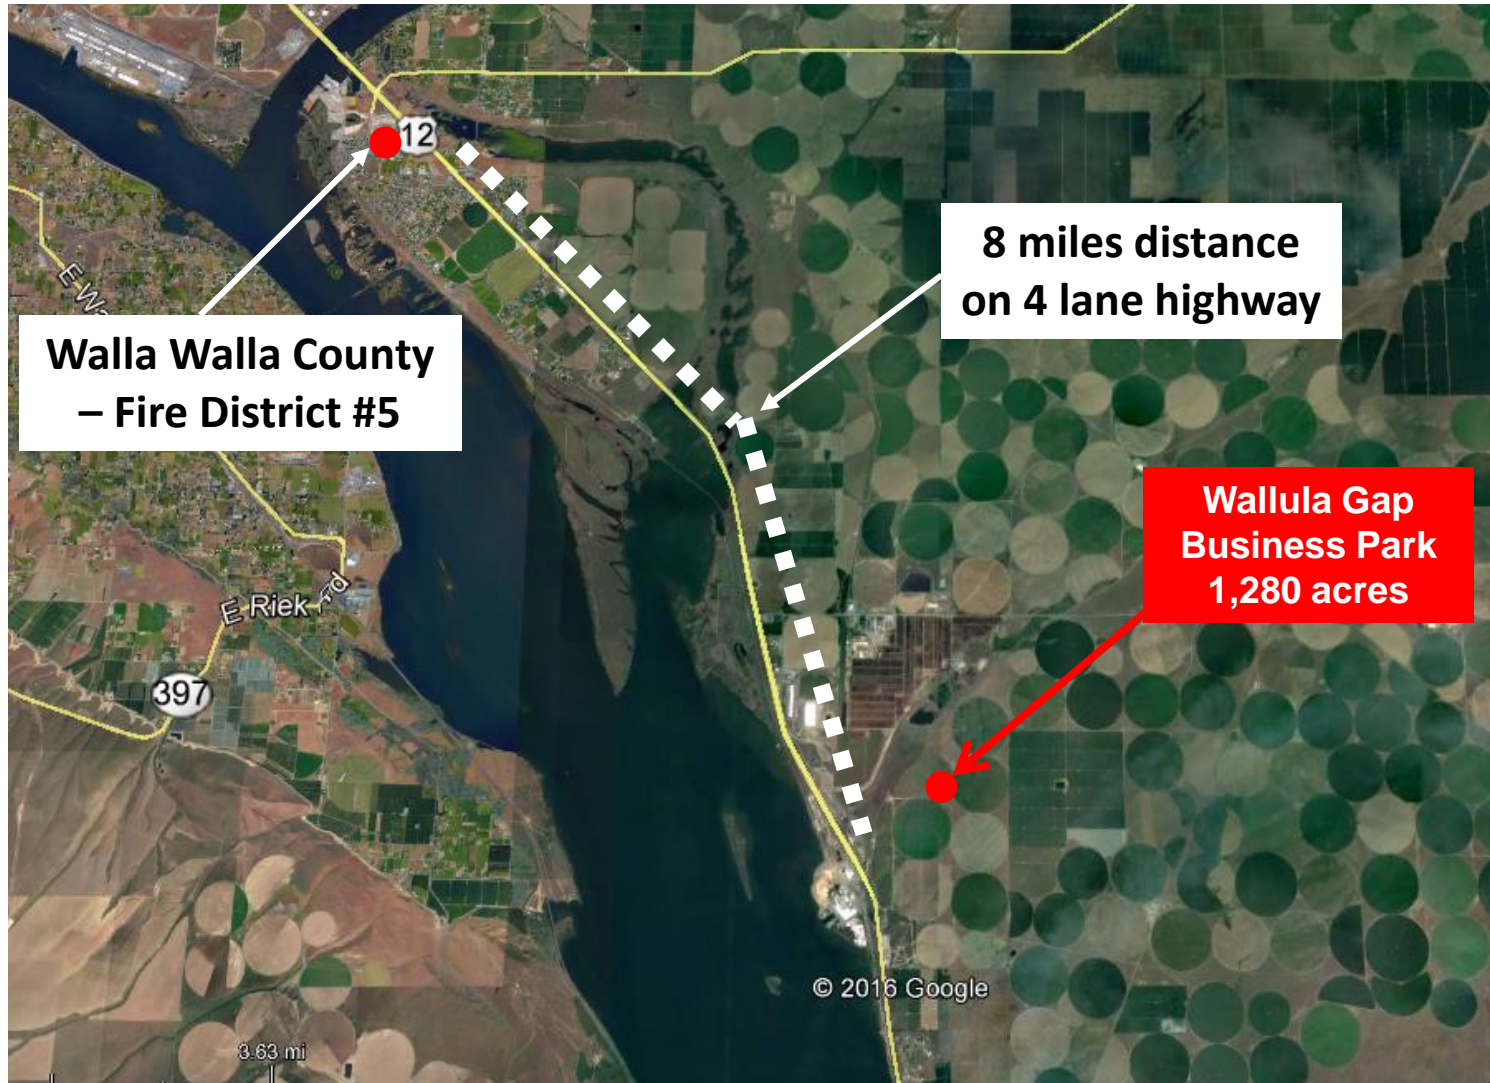 12
8 miles distance
on 4 lane highway
E Wa
Walla Walla County
– Fire District #5
Wallula Gap
Business Park
1,280 acres
E Riek Rd
397
© 2016 Google
3.63 mi